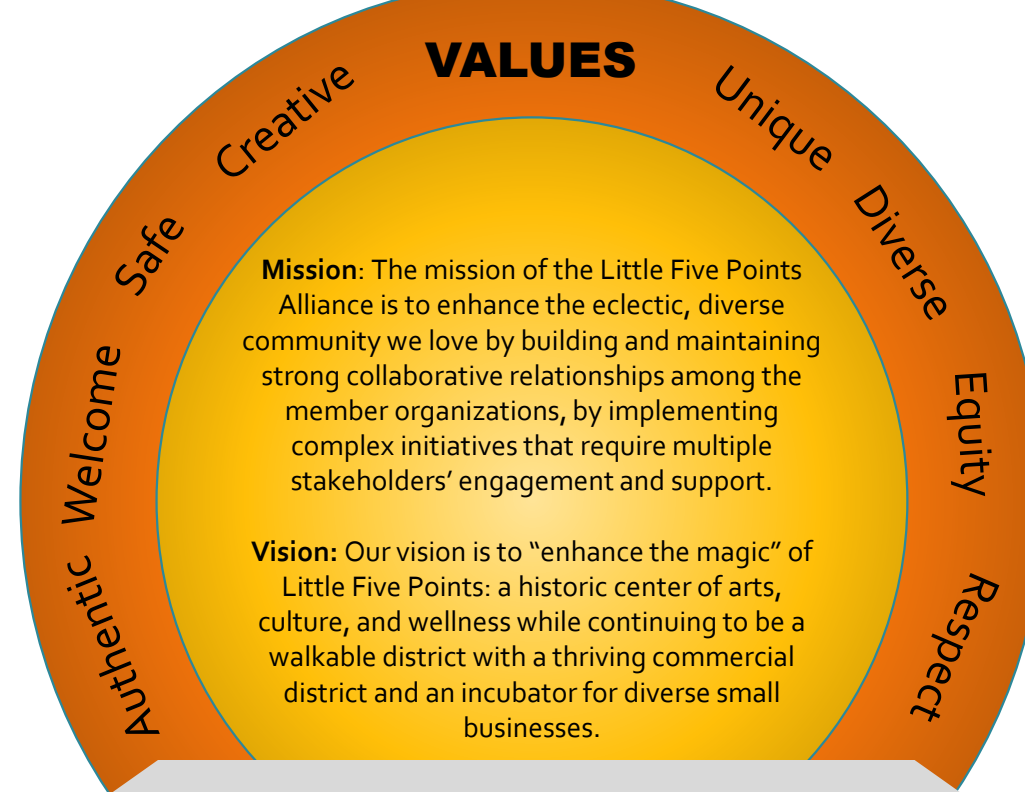 VALUES
Authentic
Welcome
Safe
Creative
Unique
Diverse
Equity
Respect
Mission: The mission of the Little Five Points
Alliance is to enhance the eclectic, diverse
community we love by building and maintaining
strong collaborative relationships among the
member organizations, by implementing
complex initiatives that require multiple
stakeholders’ engagement and support.
Vision: Our vision is to “enhance the magic” of
Little Five Points: a historic center of arts,
culture, and wellness while continuing to be a
walkable district with a thriving commercial
district and an incubator for diverse small
businesses.